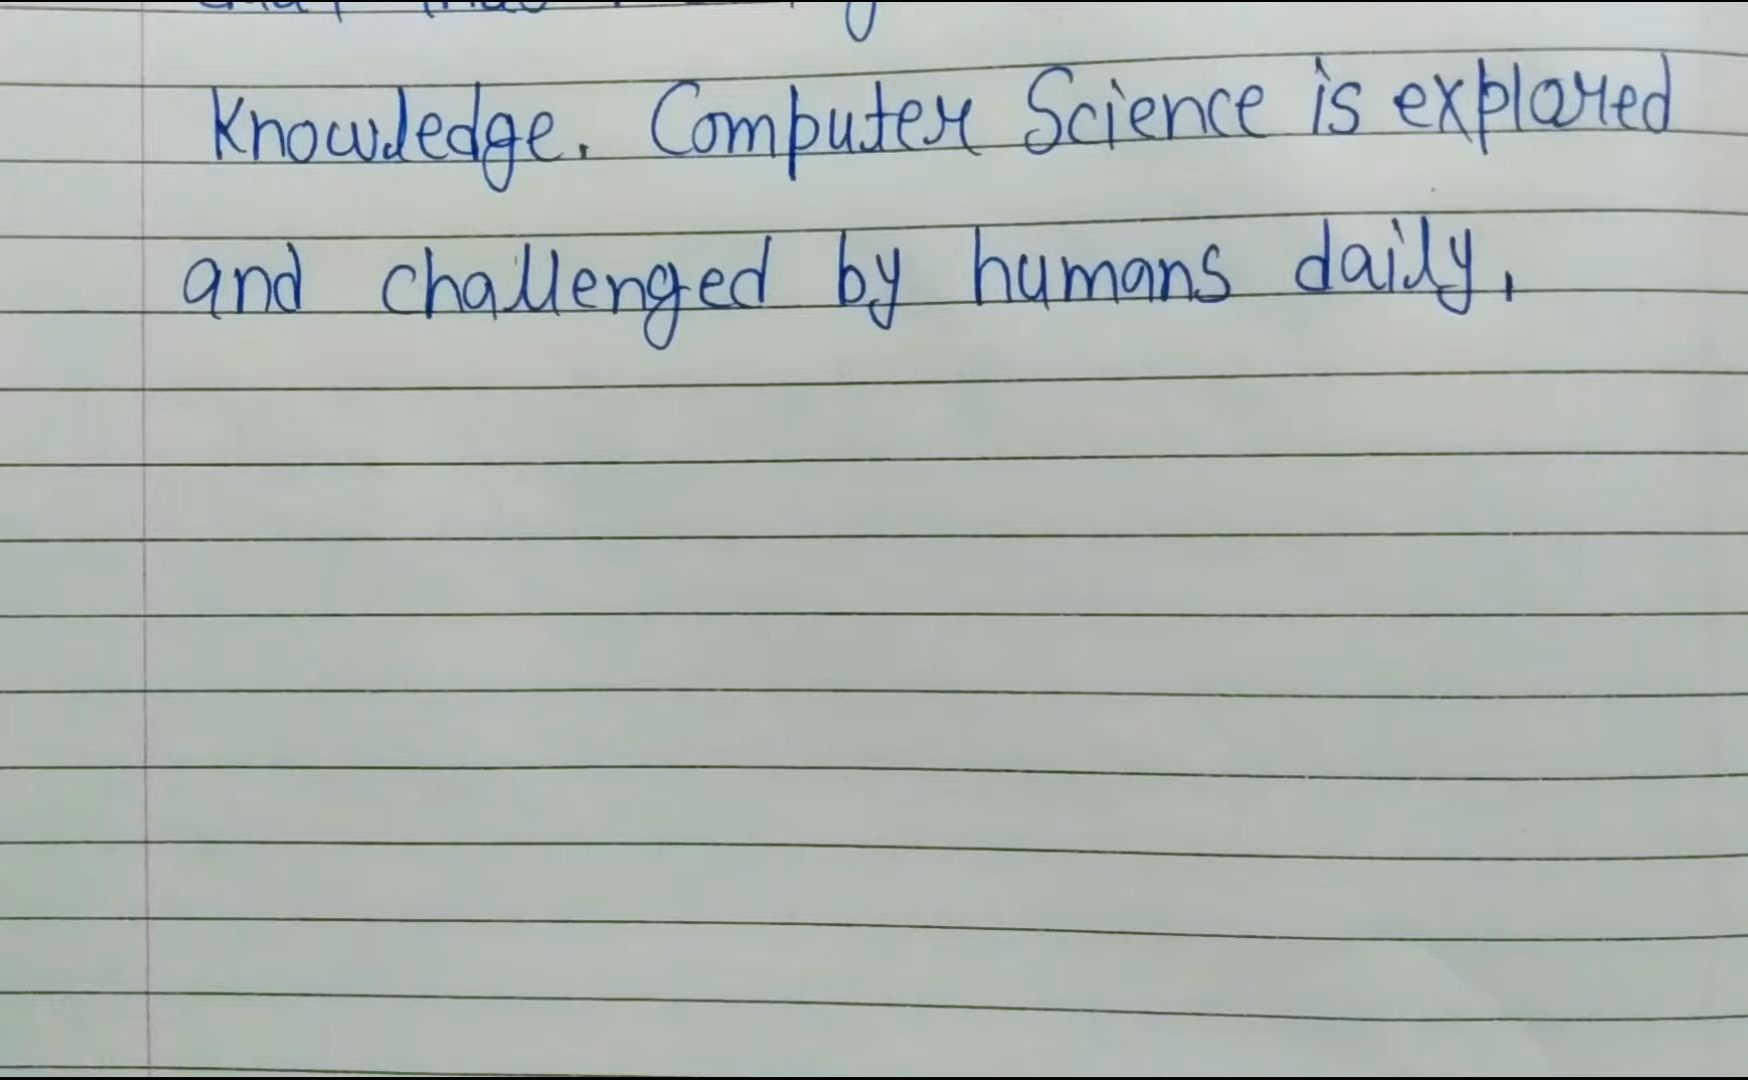 Knowledge. Computer Science is explored
and challenged by humans daily.